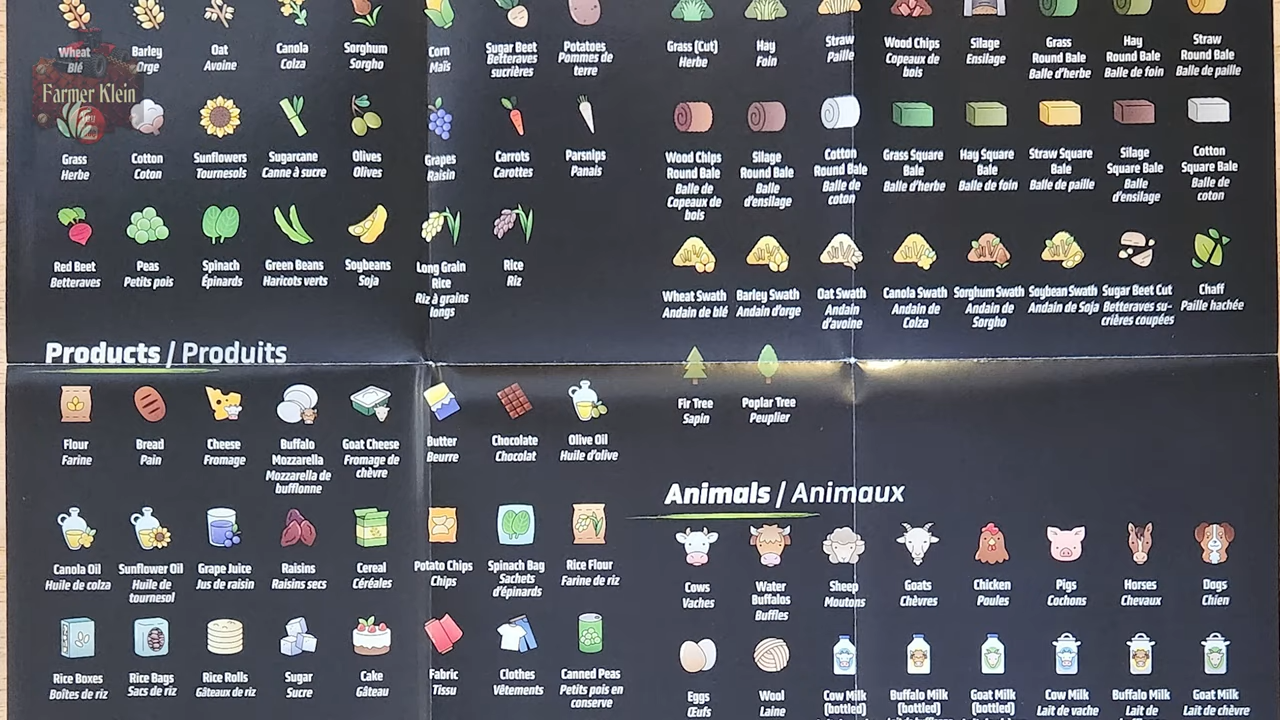 Wheat
Blé
Barley
Orge
Oat
Avoine
Canola
Colza
Sorghum
Sorgho
Corn
Maïs
Sugar Beet
Betteraves
sucrières
Potatoes
Pommes de
terre
Farmer Klein
Grass
Herbe
Cotton
Coton
Sunflowers
Tournesols
Sugarcane
Canne à sucre
Olives
Olives
Grapes
Raisin
Carrots
Carottes
Parsnips
Panais
Red Beet
Betteraves
Peas
Petits pois
Spinach
Épinards
Green Beans
Haricots verts
Soybeans
Soja
Long Grain
Rice
Riz à grains
longs
Rice
Riz
Products / Produits
Flour
Farine
Bread
Pain
Cheese
Fromage
Buffalo
Mozzarella
Mozzarella de
bufflonne
Goat Cheese
Fromage de
chèvre
Butter
Beurre
Chocolate
Chocolat
Olive Oil
Huile d'olive
Canola Oil
Huile de colza
Sunflower Oil
Huile de
tournesol
Grape Juice
Jus de raisin
Raisins
Raisins secs
Cereal
Céréales
Potato Chips
Chips
Spinach Bag
Sachets
d'épinards
Rice Flour
Farine de riz
Rice Boxes
Boîtes de riz
Rice Bags
Sacs de riz
Rice Rolls
Gâteaux de riz
Sugar
Sucre
Cake
Gâteau
Fabric
Tissu
Clothes
Vêtements
Canned Peas
Petits pois en
conserve
Grass (Cut)
Herbe
Hay
Foin
Straw
Paille
Wood Chips
Copeaux de
bois
Silage
Ensilage
Grass
Round Bale
Balle d'herbe
Hay
Round Bale
Balle de foin
Straw
Round Bale
Balle de paille
Wood Chips
Round Bale
Balle de
Copeaux de
bois
Silage
Round Bale
Balle
d'ensilage
Cotton
Round Bale
Balle de
coton
Grass Square
Bale
Balle d'herbe
Hay Square
Bale
Balle de foin
Straw Square
Bale
Balle de paille
Silage
Square Bale
Balle
d'ensilage
Cotton
Square Bale
Balle de
coton
Wheat Swath
Andain de blé
Barley Swath
Andain d'orge
Oat Swath
Andain
d'avoine
Canola Swath
Andain de
Colza
Sorghum Swath
Andain de
Sorgho
Soybean Swath
Andain de Soja
Sugar Beet Cut
Betteraves su-
crières coupées
Chaff
Paille hachée
Fir Tree
Sapin
Poplar Tree
Peuplier
Animals / Animaux
Cows
Vaches
Water
Buffalos
Buffles
Sheep
Moutons
Goats
Chèvres
Chicken
Poules
Pigs
Cochons
Horses
Chevaux
Dogs
Chien
Eggs
Œufs
Wool
Laine
Cow Milk
(bottled)
Buffalo Milk
(bottled)
Goat Milk
(bottled)
Cow Milk
Lait de vache
Buffalo Milk
Lait de
Goat Milk
Lait de chèvre